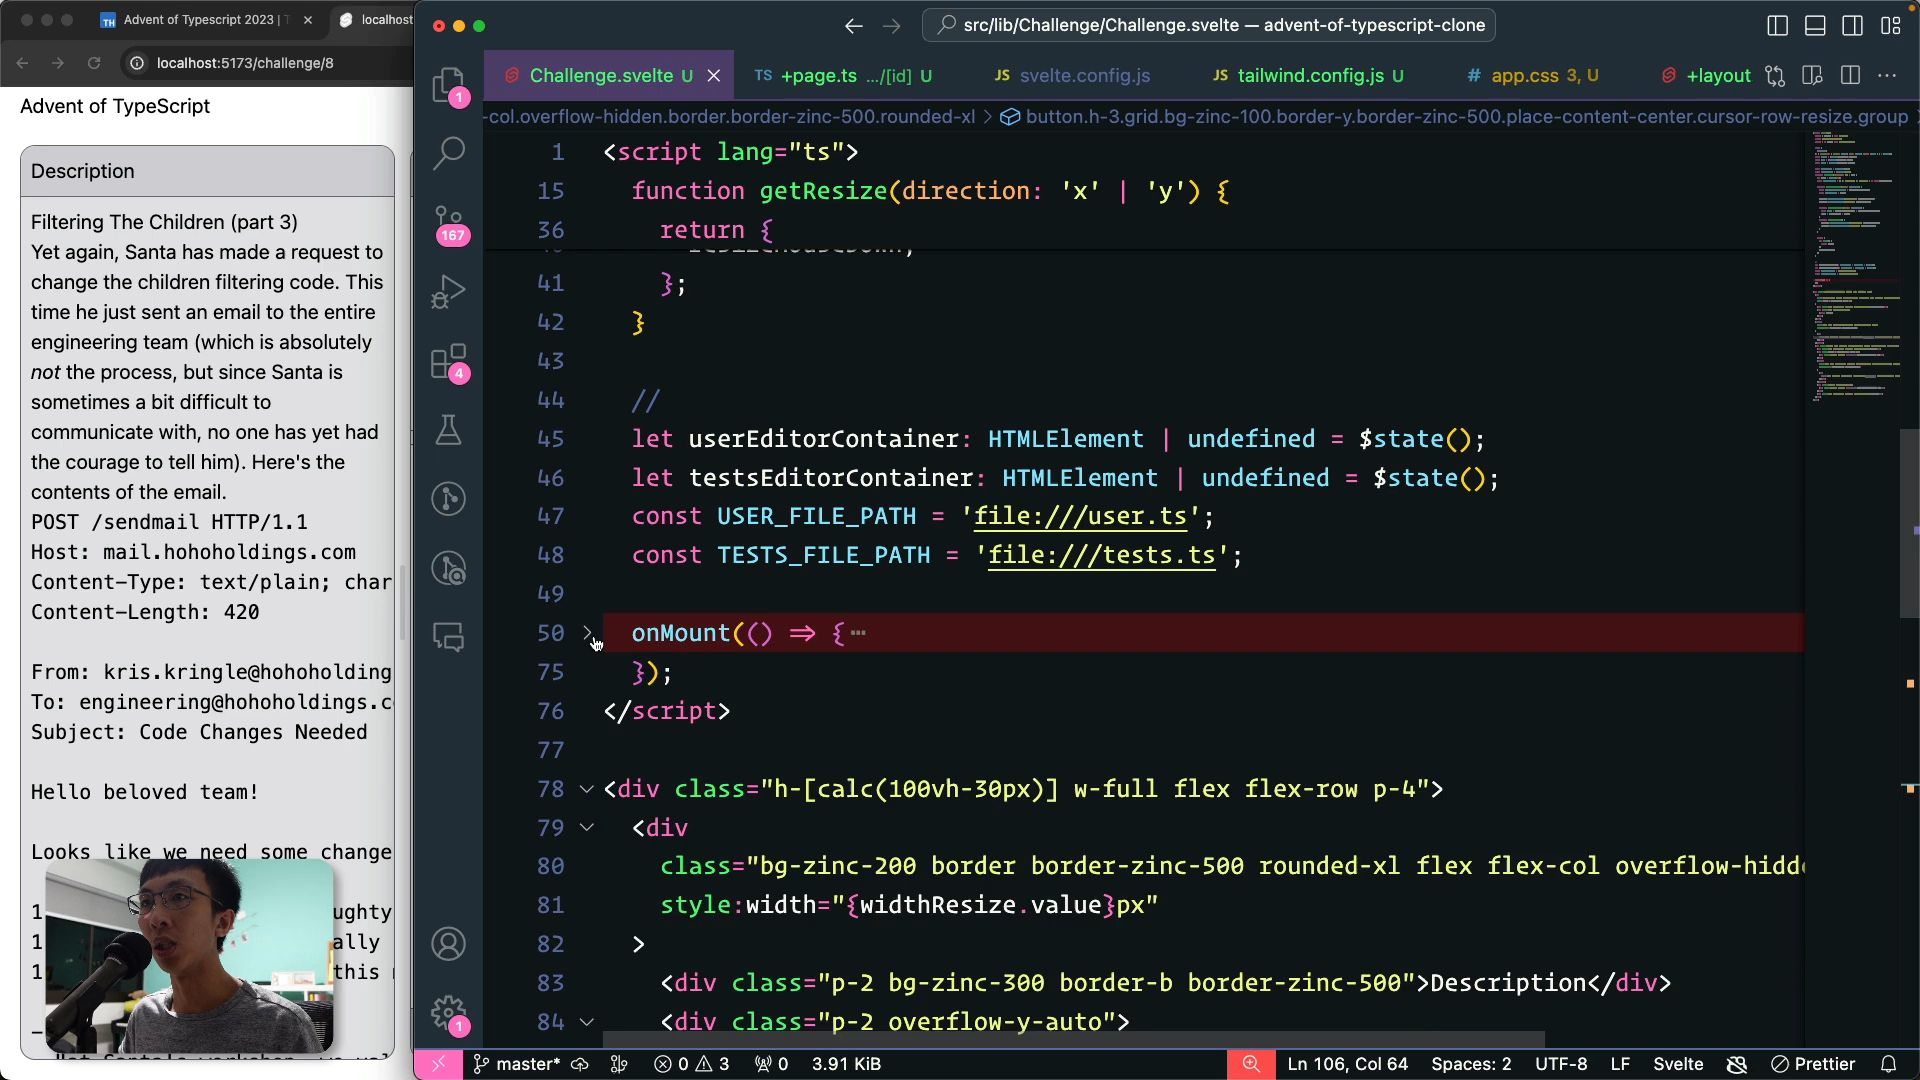 Advent of Typescript 2023 | T
localhost
localhost:5173/challenge/8
Advent of TypeScript
Description
Filtering The Children (part 3)
Yet again, Santa has made a request to
change the children filtering code. This
time he just sent an email to the entire
engineering team (which is absolutely
not the process, but since Santa is
sometimes a bit difficult to
communicate with, no one has yet had
the courage to tell him). Here's the
contents of the email.
POST /sendmail HTTP/1.1
Host: mail.hohoholdings.com
Content-Type: text/plain; char
Content-Length: 420
From: kris.kringle@hohoholding
To: engineering@hohoholdings.c
Subject: Code Changes Needed
Hello beloved team!
Looks like we need some change
1 ughty
1 ally
1 this
src/lib/Challenge/Challenge.svelte — advent-of-typescript-clone
Challenge.svelte U
TS +page.ts .../[id] U
JS svelte.config.js
JS tailwind.config.js U
# app.css 3, U
+layout
-col.overflow-hidden.border.border-zinc-500.rounded-xl > button.h-3.grid.bg-zinc-100.border-y.border-zinc-500.place-content-center.cursor-row-resize.group
1 <script lang="ts">
15 function getResize(direction: 'x' | 'y') {
36 return {
41 };
42 }
43
44 //
45 let userEditorContainer: HTMLElement | undefined = $state();
46 let testsEditorContainer: HTMLElement | undefined = $state();
47 const USER_FILE_PATH = 'file:///user.ts';
48 const TESTS_FILE_PATH = 'file:///tests.ts';
49
50 onMount(() => {…
75 });
76 </script>
77
78 <div class="h-[calc(100vh-30px)] w-full flex flex-row p-4">
79 <div
80 class="bg-zinc-200 border border-zinc-500 rounded-xl flex flex-col overflow-hidd
81 style:width="{widthResize.value}px"
82 >
83 <div class="p-2 bg-zinc-300 border-b border-zinc-500">Description</div>
84 <div class="p-2 overflow-y-auto">
1
167
4
1
master* 0 3 0 3.91 KiB Ln 106, Col 64 Spaces: 2 UTF-8 LF Svelte Prettier